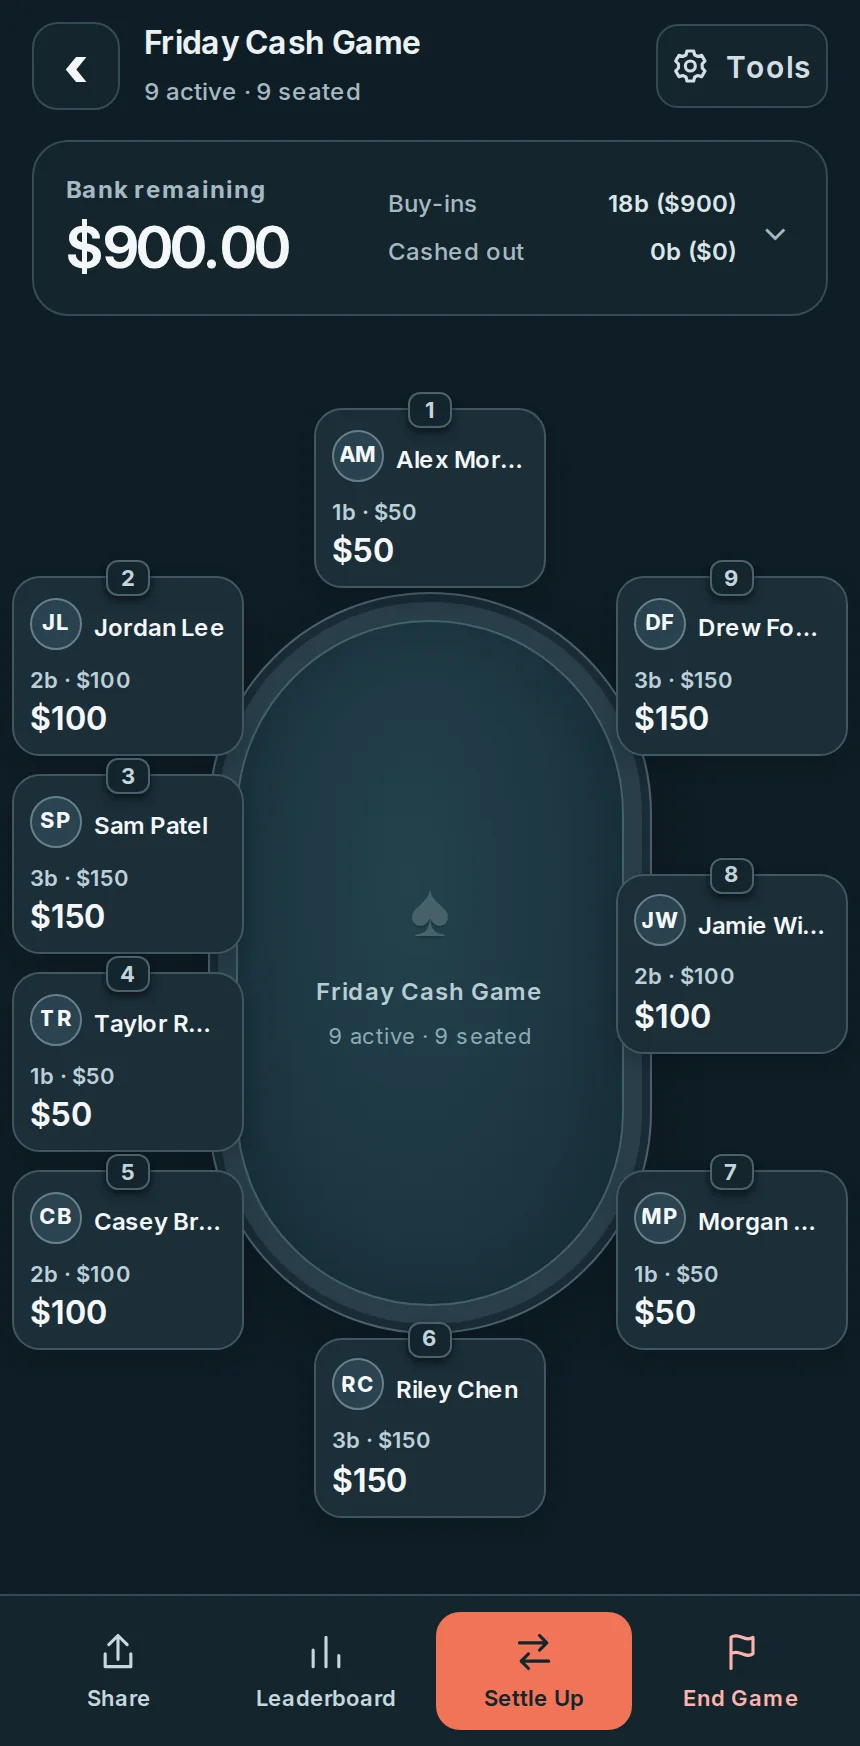 Friday Cash Game
9 active · 9 seated
Tools
Bank remaining
$900.00
Buy-ins 18b ($900)
Cashed out 0b ($0)
1
AM Alex Mor...
1b · $50
$50
2
JL Jordan Lee
2b · $100
$100
9
DF Drew Fo...
3b · $150
$150
3
SP Sam Patel
3b · $150
$150
8
JW Jamie Wi...
2b · $100
$100
Friday Cash Game
9 active · 9 seated
4
TR Taylor R...
1b · $50
$50
5
CB Casey Br...
2b · $100
$100
7
MP Morgan ...
1b · $50
$50
6
RC Riley Chen
3b · $150
$150
Share
Leaderboard
Settle Up
End Game